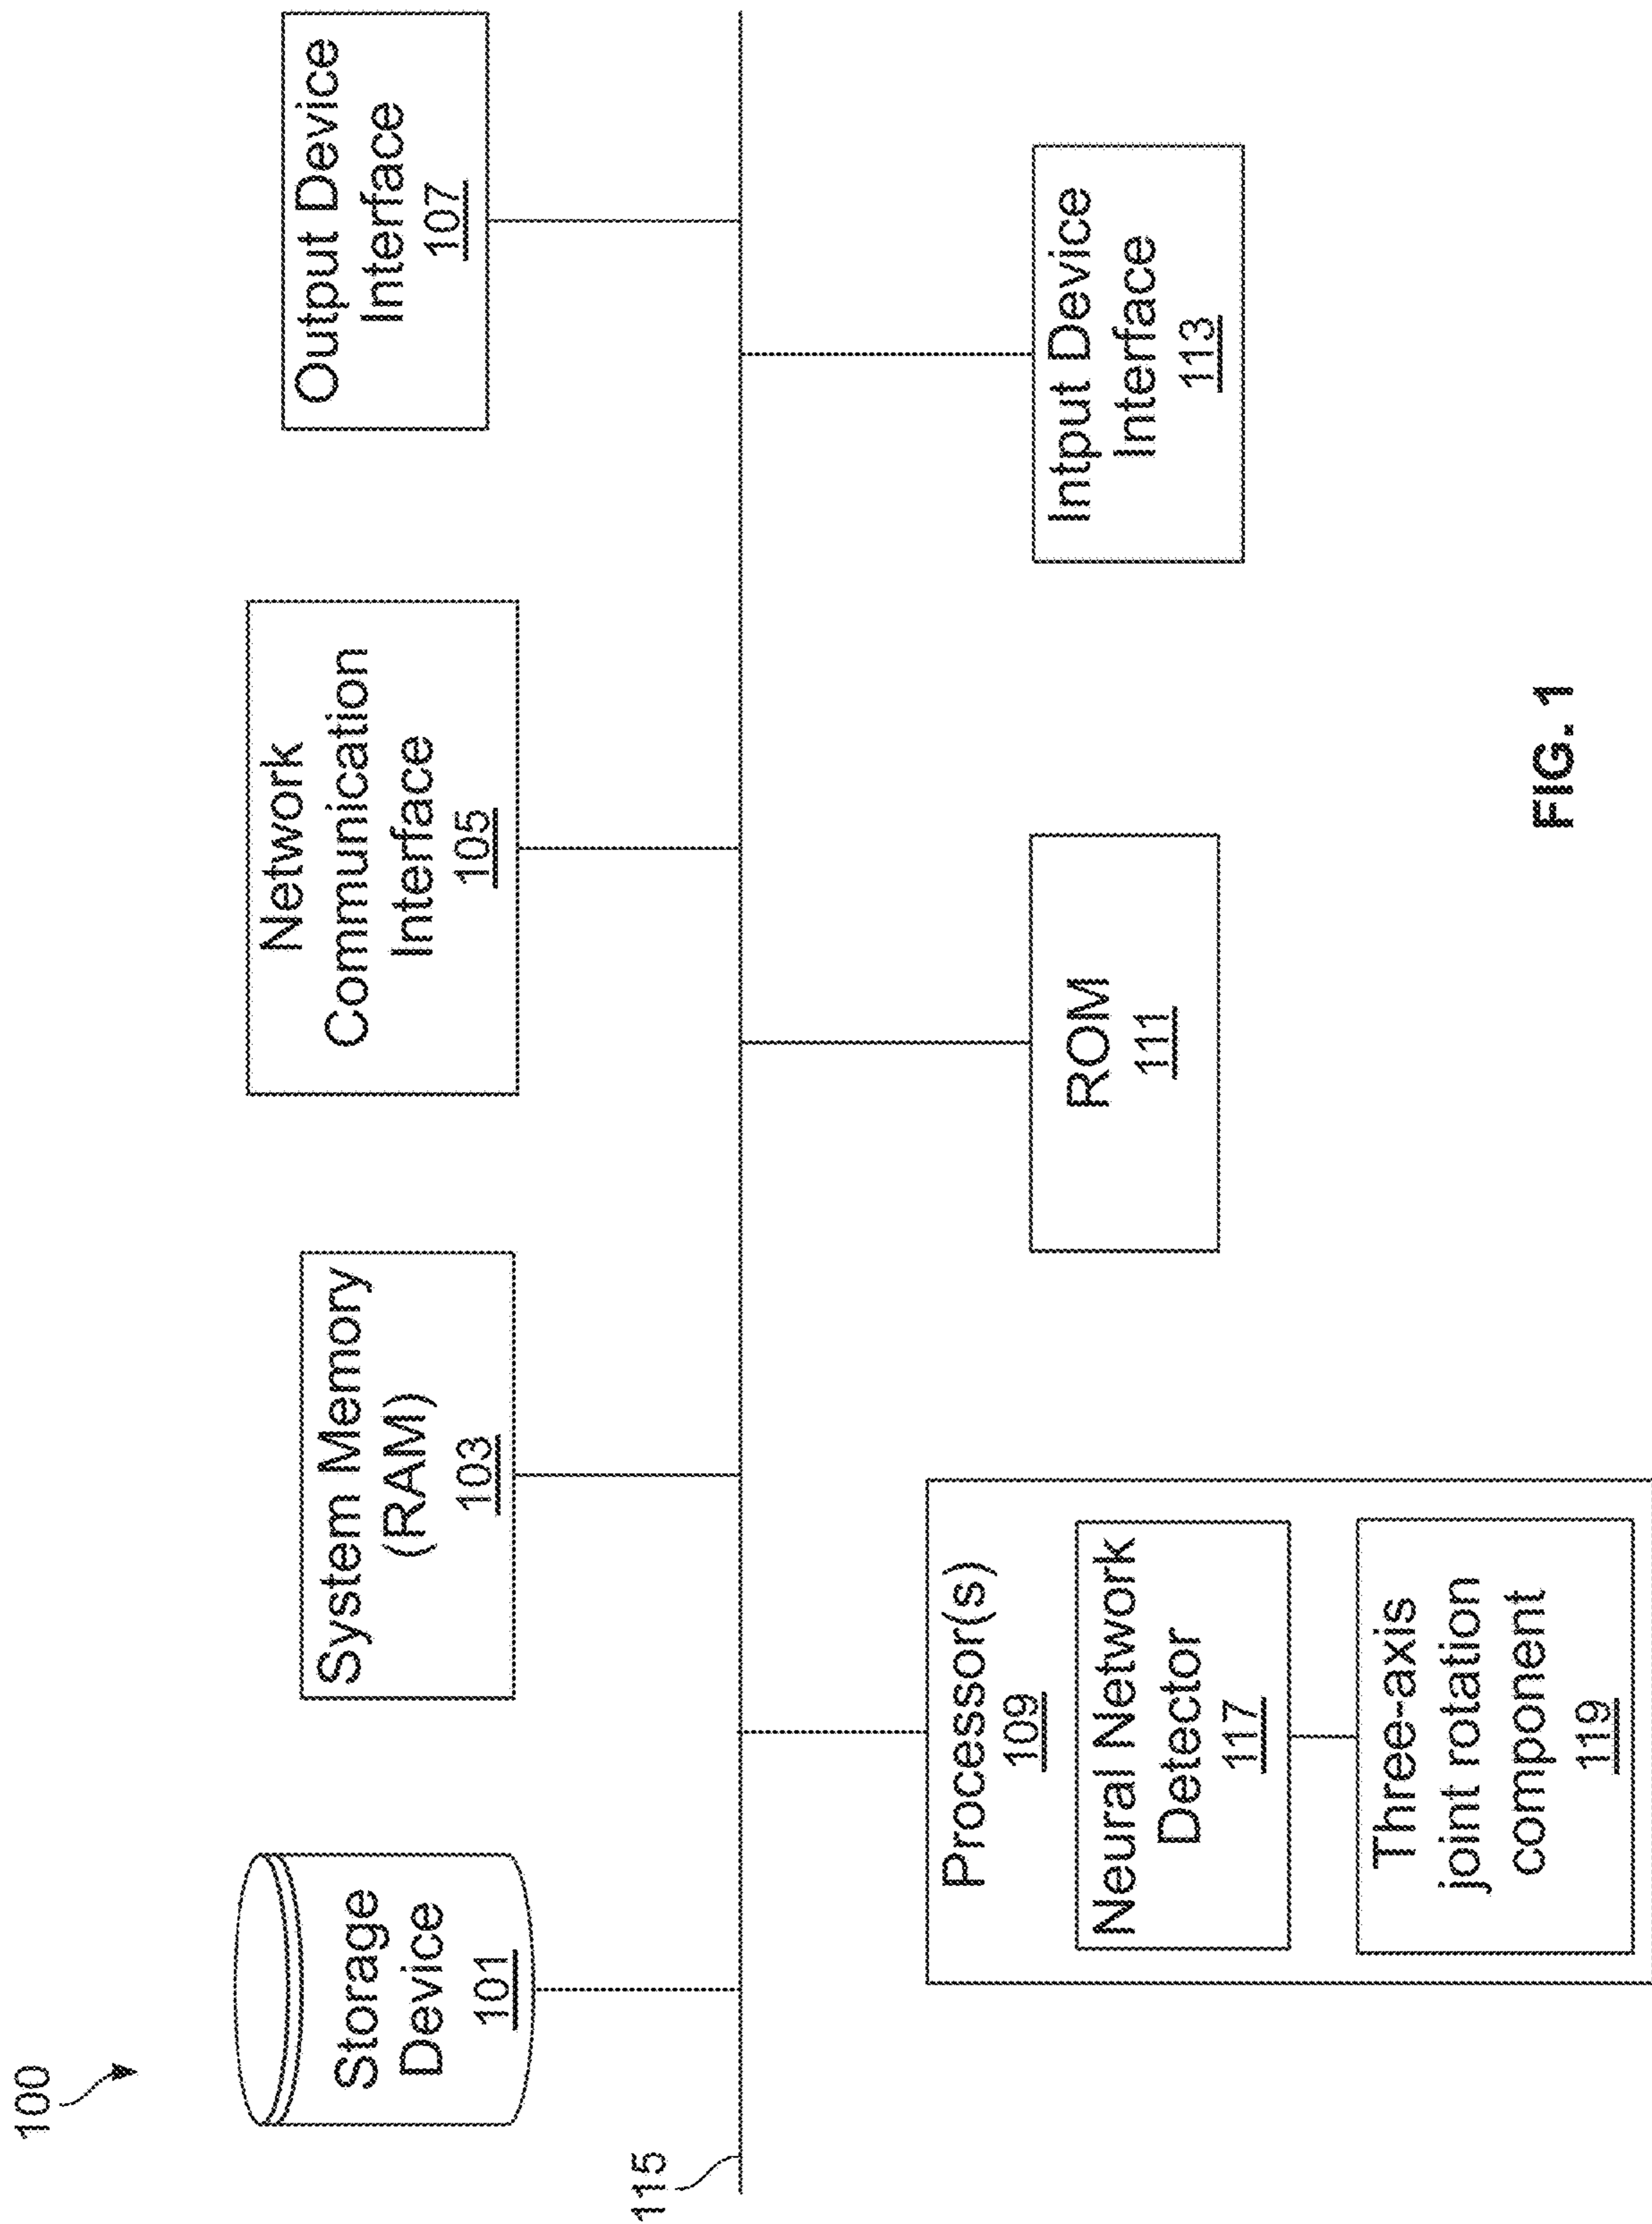 100
Storage
Device
101
System Memory
(RAM)
103
Network
Communication
Interface
105
Output Device
Interface
107
115
Processor(s)
109
Neural Network
Detector
117
Three-axis
joint rotation
component
119
ROM
111
Intput Device
Interface
113
FIG. 1